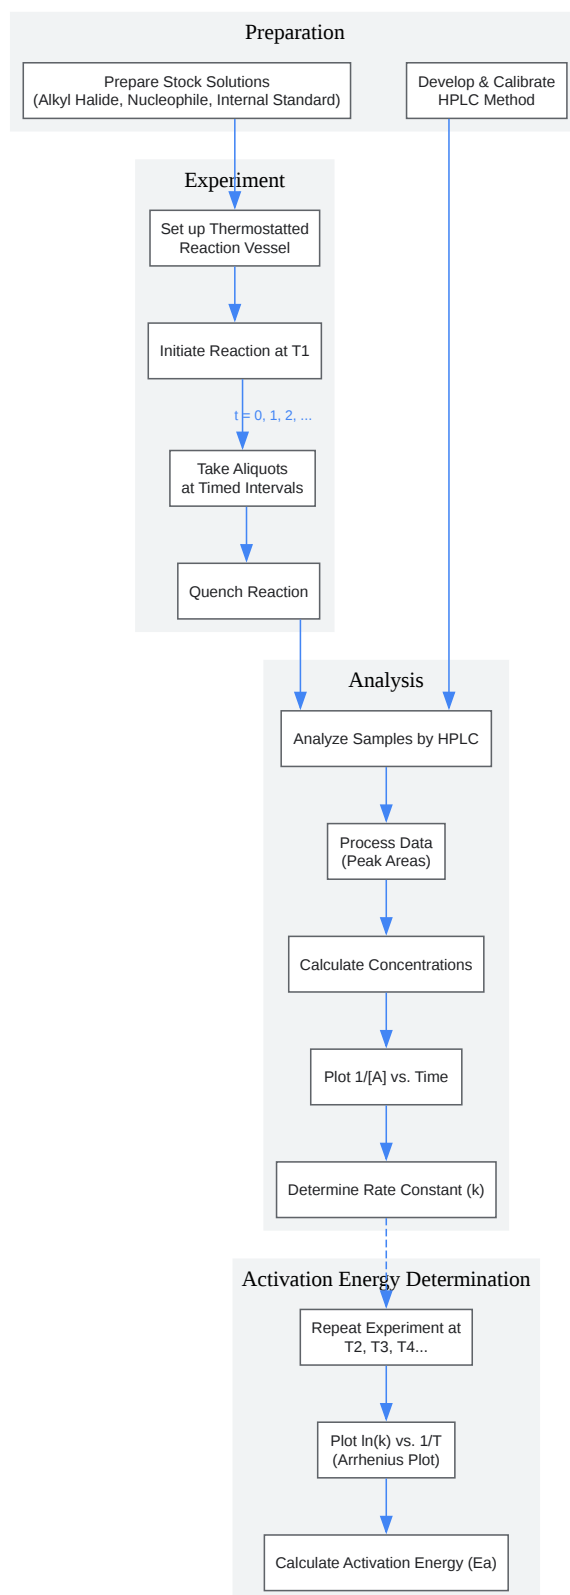 Preparation
Prepare Stock Solutions
(Alkyl Halide, Nucleophile, Internal Standard)
Develop & Calibrate
HPLC Method
Experiment
Set up Thermostatted
Reaction Vessel
Initiate Reaction at T1
t = 0, 1, 2, ...
Take Aliquots
at Timed Intervals
Quench Reaction
Analysis
Analyze Samples by HPLC
Process Data
(Peak Areas)
Calculate Concentrations
Plot 1/[A] vs. Time
Determine Rate Constant (k)
Activation Energy Determination
Repeat Experiment at
T2, T3, T4...
Plot ln(k) vs. 1/T
(Arrhenius Plot)
Calculate Activation Energy (Ea)